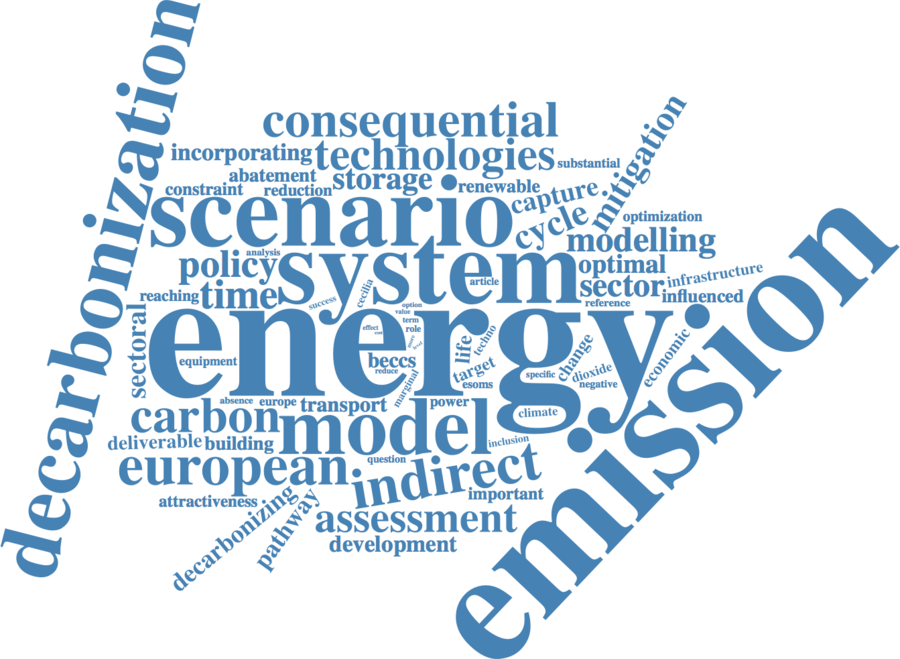 decarbonization
consequential
mitigation
incorporating
technologies
substantial
abatement
storage
renewable
capture
constraint
reduction
scenario
cycle
optimization
emission
modelling
analysis
policy
system
optimal
infrastructure
article
sector
influenced
reaching
time
success
cecilia
reference
sectoral
energy
option
value
term
role
effect
cost
equipment
beccs
reduce
life
techno
target
change
economic
specific
dioxide
negative
esoms
marginal
absence
europe
transport
power
climate
carbon
model
deliverable
building
inclusion
european
question
indirect
attractiveness
important
decarbonizing
pathway
assessment
development